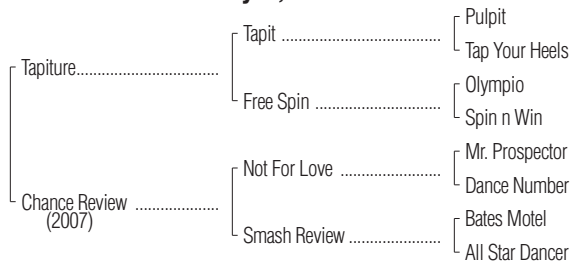 Pulpit
Tapit ................................
Tap Your Heels
Tapiture.............................
Olympio
Free Spin .........................
Spin n Win
Mr. Prospector
Not For Love ....................
Dance Number
Chance Review .................
(2007)
Bates Motel
Smash Review ..................
All Star Dancer